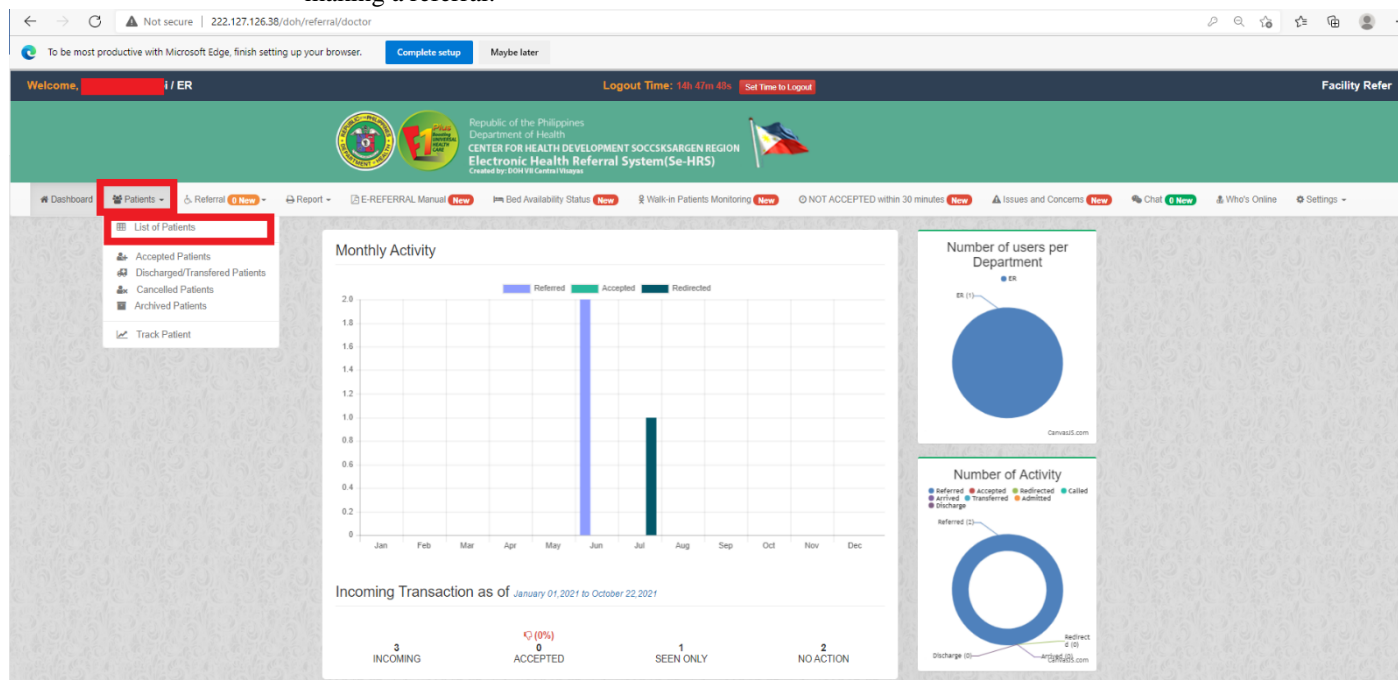 making a referral.
Not secure | 222.127.126.38/doh/referral/doctor
To be most productive with Microsoft Edge, finish setting up your browser. Complete setup Maybe later
Welcome, i / ER Logout Time: 14h 47m 48s Set Time to Logout Facility Refer
Republic of the Philippines
Department of Health
CENTER FOR HEALTH DEVELOPMENT SOCCSKSARGEN REGION
Electronic Health Referral System(Se-HRS)
Created by: DOH VII Central Visayas
Dashboard Patients Referral 0 New Report E-REFERRAL Manual New Bed Availability Status New Walk-in Patients Monitoring New NOT ACCEPTED within 30 minutes New Issues and Concerns New Chat 0 New Who's Online Settings
List of Patients
Accepted Patients
Discharged/Transfered Patients
Cancelled Patients
Archived Patients
Track Patient
Monthly Activity
Referred Accepted Redirected
2.0
1.8
1.6
1.4
1.2
1.0
0.8
0.6
0.4
0.2
0
Jan Feb Mar Apr May Jun Jul Aug Sep Oct Nov Dec
Incoming Transaction as of January 01,2021 to October 22,2021
(0%)
3 0 1 2
INCOMING ACCEPTED SEEN ONLY NO ACTION
Number of users per
Department
ER
ER (1)
CanvasJS.com
Number of Activity
Referred Accepted Redirected Called
Arrived Transferred Admitted
Discharge
Referred
Redirect
d (0)
Discharge (0) Arrived (0)
CanvasJS.com